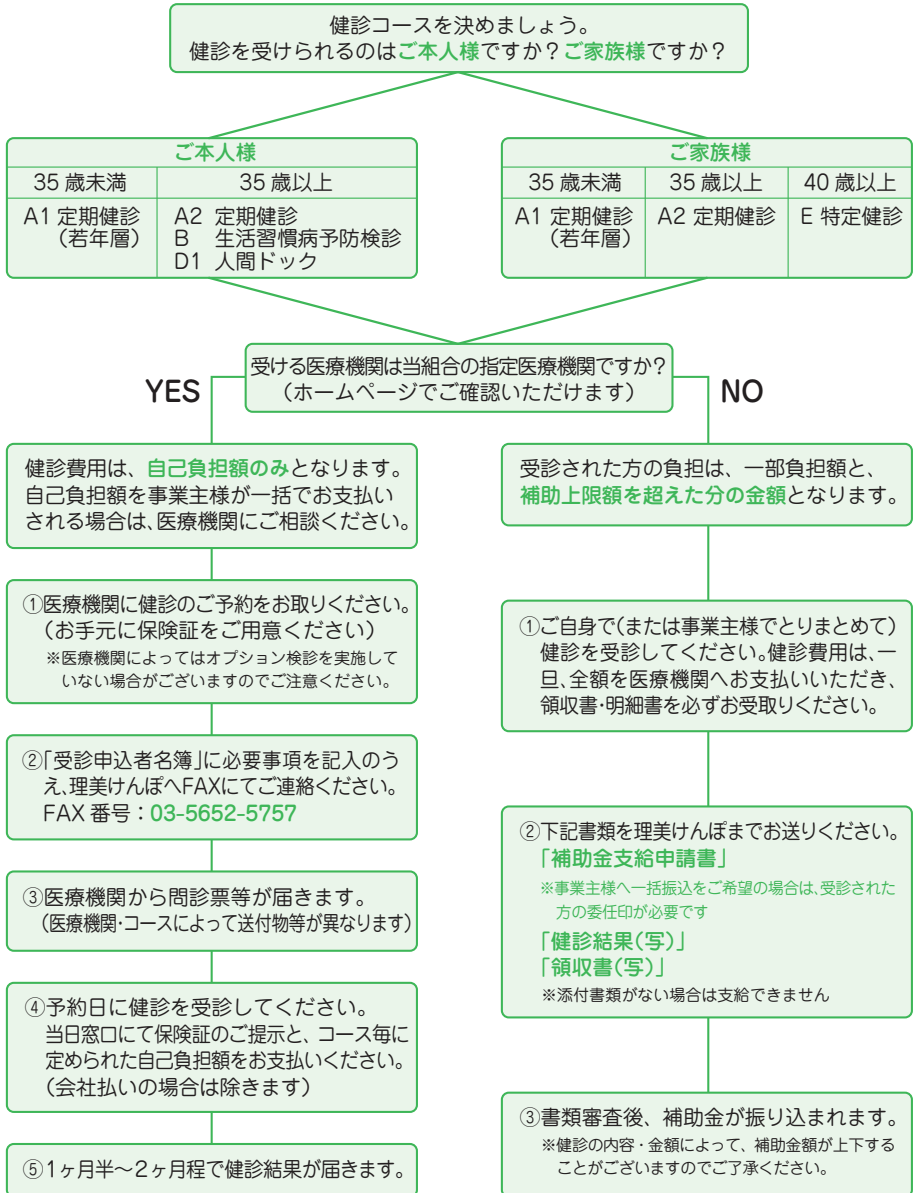 健診コースを決めましょう。
健診を受けられるのはご本人様ですか？ご家族様ですか？
ご本人様
35 歳未満
35 歳以上
A1 定期健診
（若年層）
A2 定期健診
B 生活習慣病予防検診
D1 人間ドック
ご家族様
35 歳未満
35 歳以上
40 歳以上
A1 定期健診
（若年層）
A2 定期健診
E 特定健診
受ける医療機関は当組合の指定医療機関ですか？
（ホームページでご確認いただけます）
YES
NO
健診費用は、自己負担額のみとなります。
自己負担額を事業主様が一括でお支払い
される場合は、医療機関にご相談ください。
①医療機関に健診のご予約をお取りください。
（お手元に保険証をご用意ください）
※医療機関によってはオプション検診を実施して
いない場合がございますのでご注意ください。
②「受診申込者名簿」に必要事項を記入のう
え、理美けんぽへFAXにてご連絡ください。
FAX 番号：03-5652-5757
③医療機関から問診票等が届きます。
（医療機関・コースによって送付物等が異なります）
④予約日に健診を受診してください。
当日窓口にて保険証のご提示と、コース毎に
定められた自己負担額をお支払いください。
（会社払いの場合は除きます）
⑤1ヶ月半～2ヶ月程で健診結果が届きます。
受診された方の負担は、一部負担額と、
補助上限額を超えた分の金額となります。
①ご自身で（または事業主様でとりまとめて）
健診を受診してください。健診費用は、一
旦、全額を医療機関へお支払いいただき、
領収書・明細書を必ずお受取りください。
②下記書類を理美けんぽまでお送りください。
「補助金支給申請書」
※事業主様へ一括振込をご希望の場合は、受診された
方の委任印が必要です
「健診結果（写）」
「領収書（写）」
※添付書類がない場合は支給できません
③書類審査後、補助金が振り込まれます。
※健診の内容・金額によって、補助金額が上下する
ことがございますのでご了承ください。